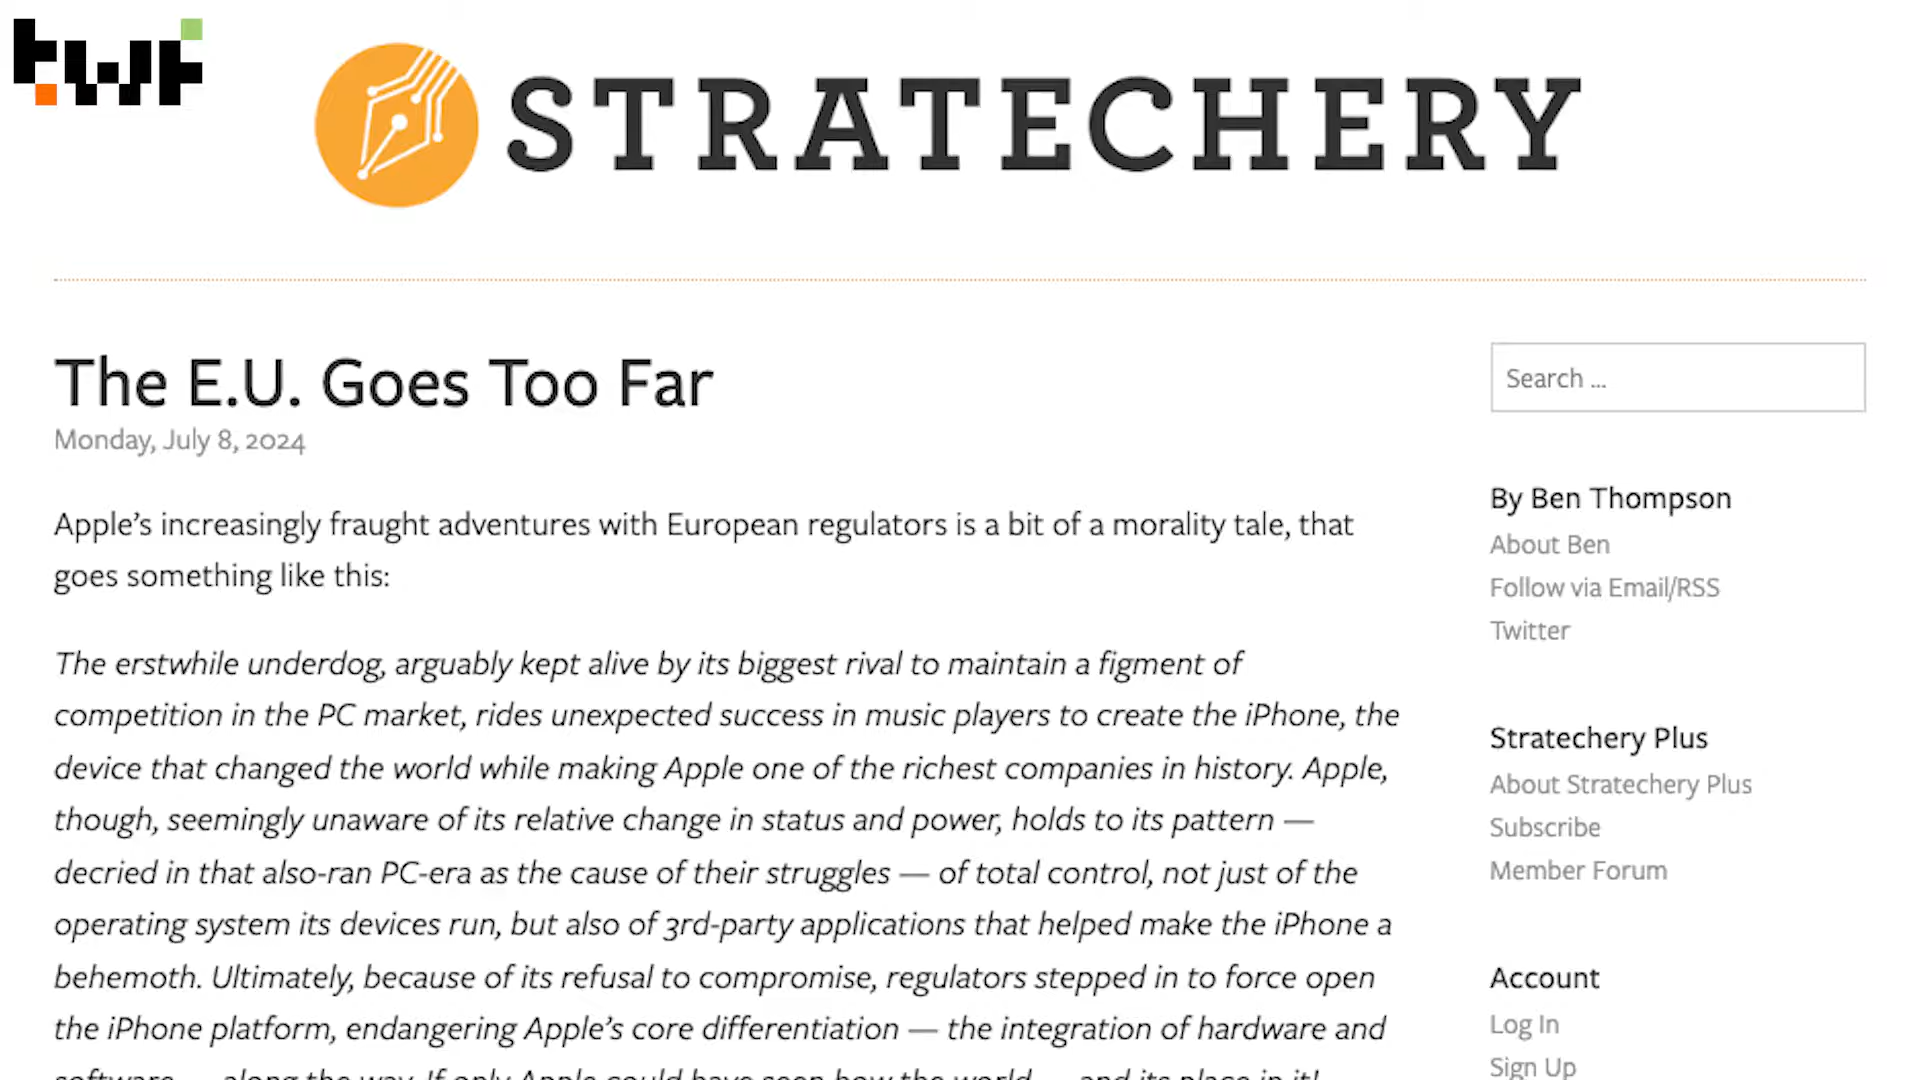 twf
STRATECHERY
The E.U. Goes Too Far
Monday, July 8, 2024
Apple’s increasingly fraught adventures with European regulators is a bit of a morality tale, that
goes something like this:
The erstwhile underdog, arguably kept alive by its biggest rival to maintain a figment of
competition in the PC market, rides unexpected success in music players to create the iPhone, the
device that changed the world while making Apple one of the richest companies in history. Apple,
though, seemingly unaware of its relative change in status and power, holds to its pattern —
decried in that also-ran PC-era as the cause of their struggles — of total control, not just of the
operating system its devices run, but also of 3rd-party applications that helped make the iPhone a
behemoth. Ultimately, because of its refusal to compromise, regulators stepped in to force open
the iPhone platform, endangering Apple’s core differentiation — the integration of hardware and
software — along the way. If only Apple could have seen how the world — and its place in it!
Search ...
By Ben Thompson
About Ben
Follow via Email/RSS
Twitter
Stratechery Plus
About Stratechery Plus
Subscribe
Member Forum
Account
Log In
Sign Up